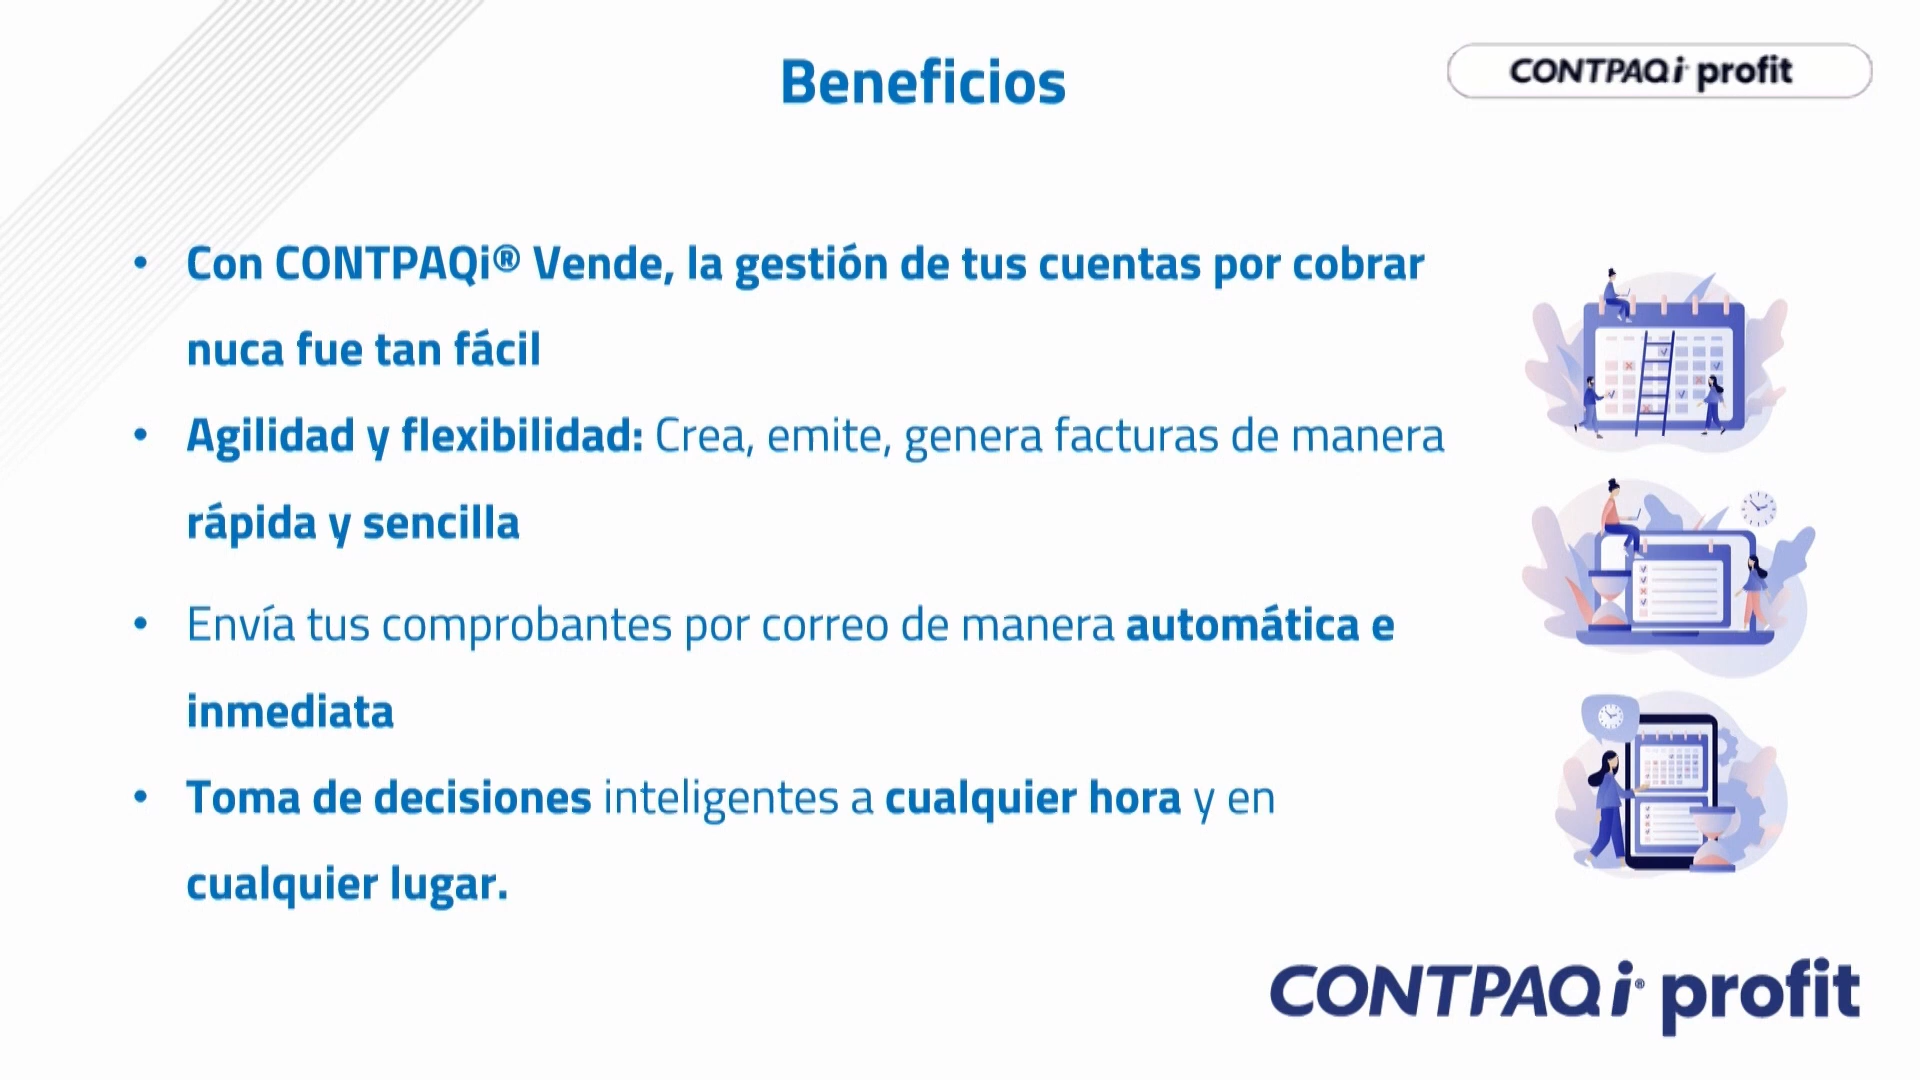 Beneficios
CONTPAQi profit
• Con CONTPAQi® Vende, la gestión de tus cuentas por cobrar
nuca fue tan fácil
• Agilidad y flexibilidad: Crea, emite, genera facturas de manera
rápida y sencilla
• Envía tus comprobantes por correo de manera automática e
inmediata
• Toma de decisiones inteligentes a cualquier hora y en
cualquier lugar.
CONTPAQi® profit